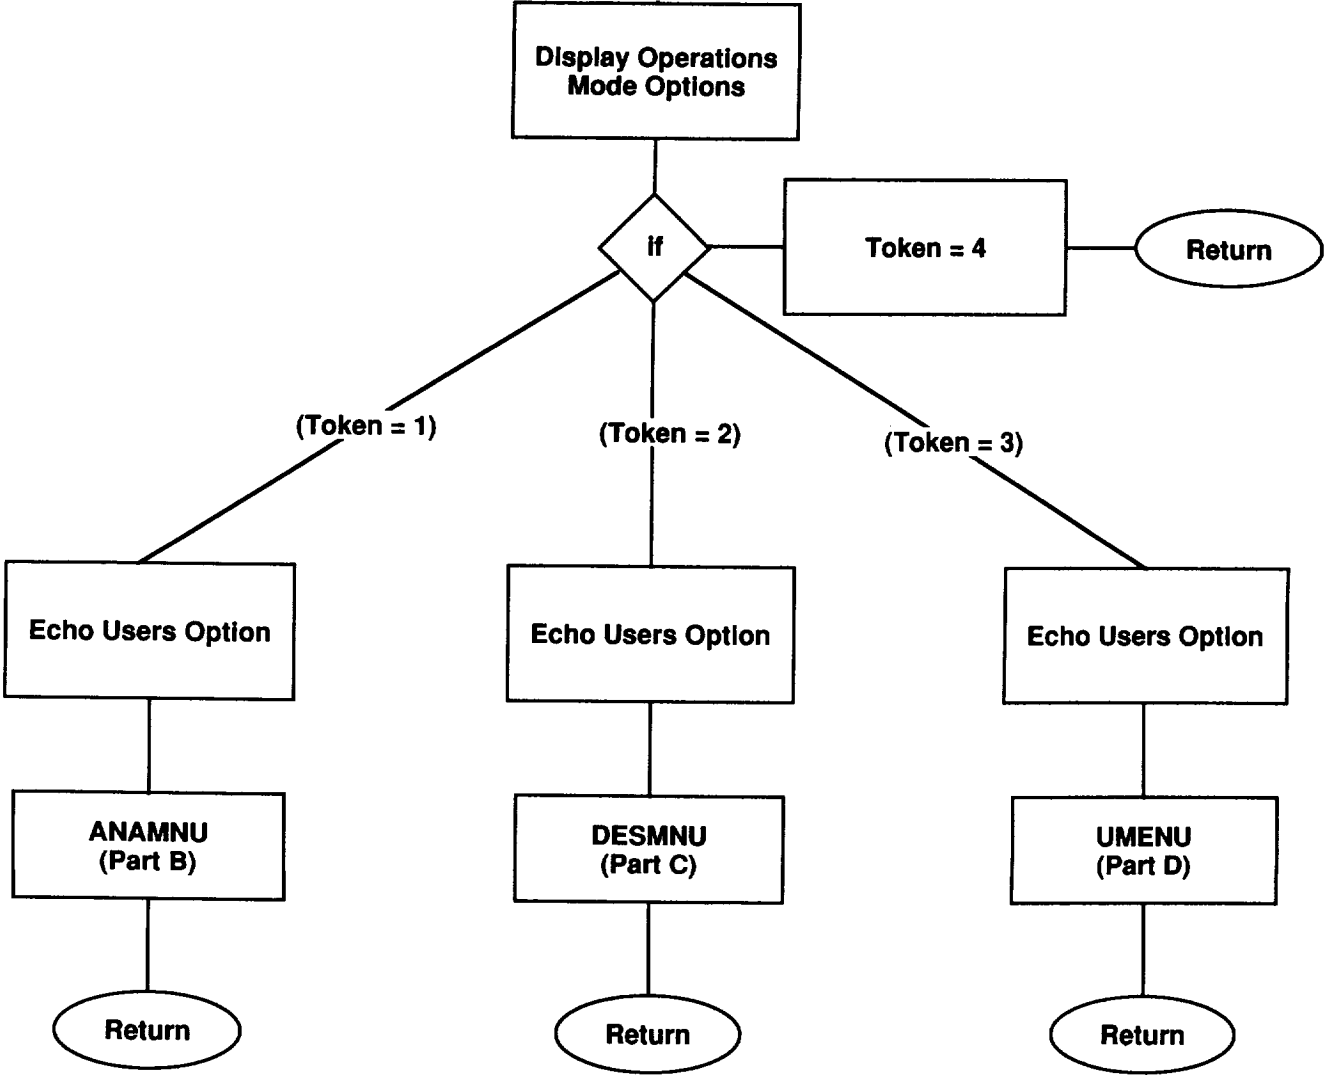 Display Operations
Mode Options
if
Token = 4
Return
(Token = 1)
(Token = 2)
(Token = 3)
Echo Users Option
Echo Users Option
Echo Users Option
ANAMNU
(Part B)
DESMNU
(Part C)
UMENU
(Part D)
Return
Return
Return